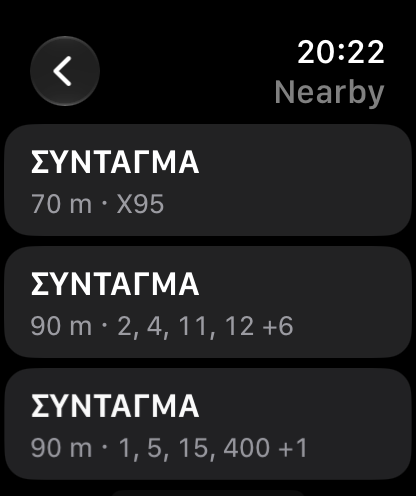 20:22
Nearby
ΣΥΝΤΑΓΜΑ
70 m · X95
ΣΥΝΤΑΓΜΑ
90 m · 2, 4, 11, 12 +6
ΣΥΝΤΑΓΜΑ
90 m · 1, 5, 15, 400 +1